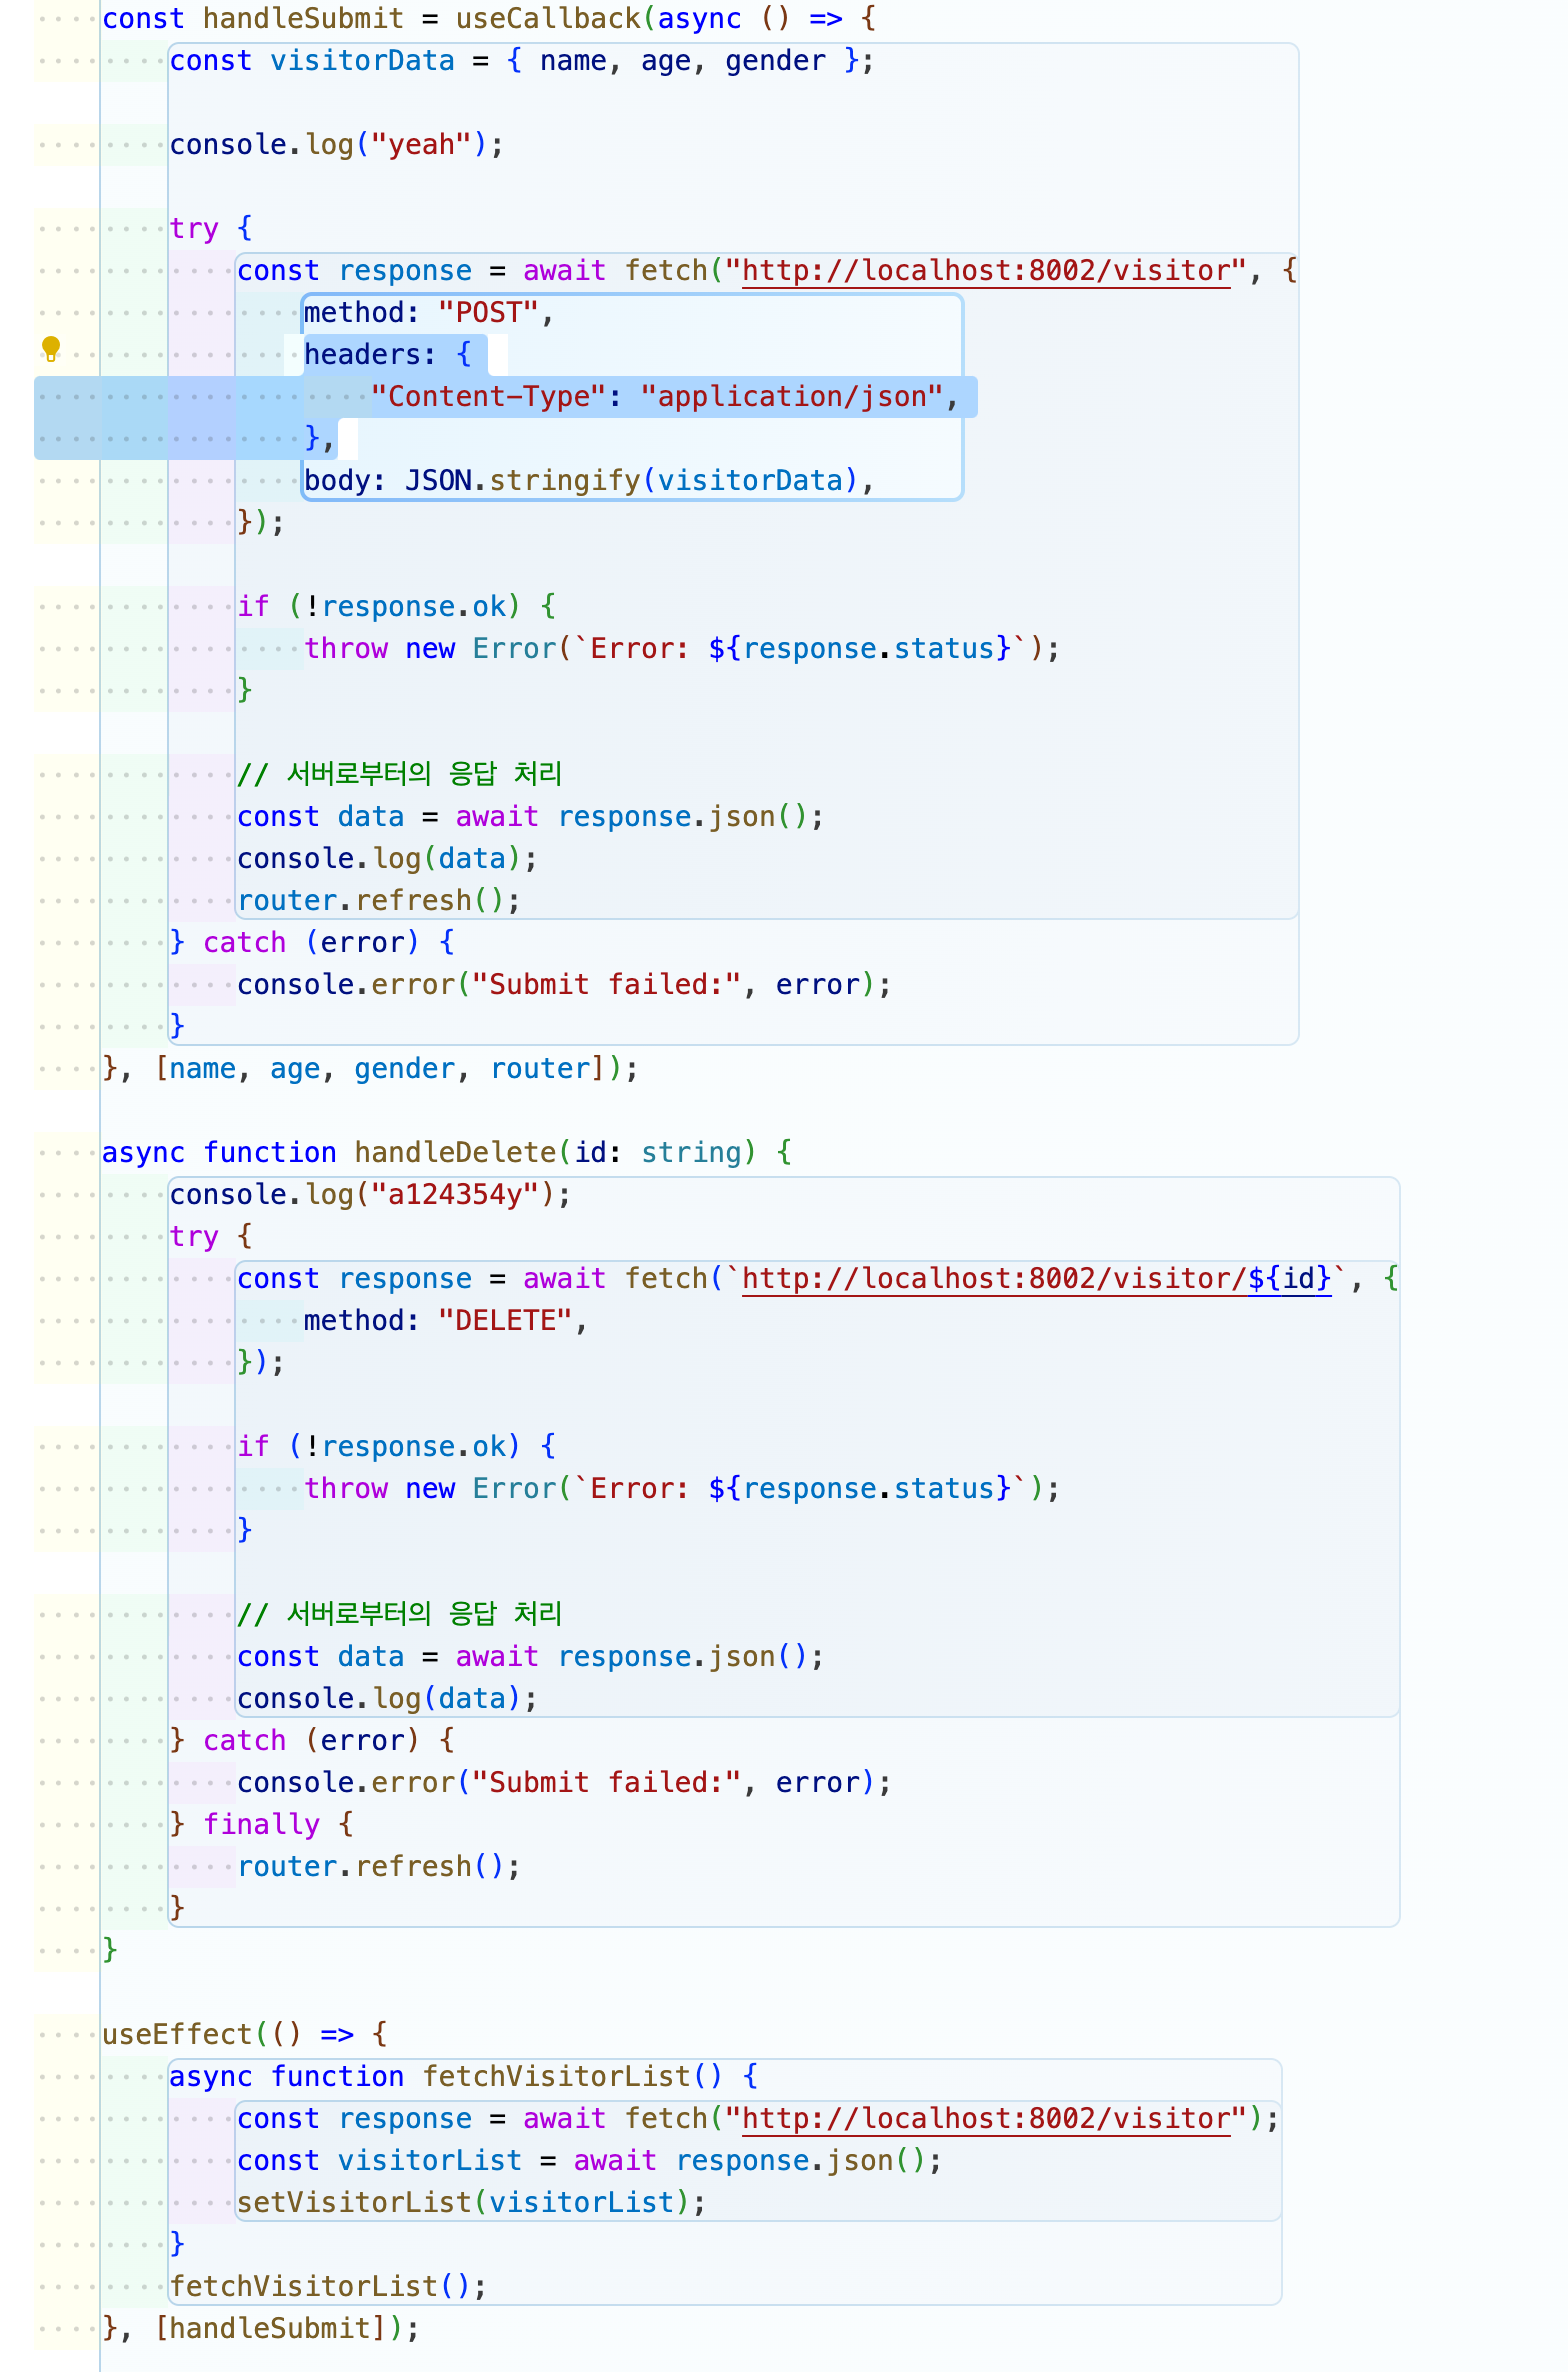 const handleSubmit = useCallback(async () => {
const visitorData = { name, age, gender };
console.log("yeah");
try {
const response = await fetch("http://localhost:8002/visitor", {
method: "POST",
headers: {
"Content-Type": "application/json",
},
body: JSON.stringify(visitorData),
});
if (!response.ok) {
throw new Error(`Error: ${response.status}`);
}
// 서버로부터의 응답 처리
const data = await response.json();
console.log(data);
router.refresh();
} catch (error) {
console.error("Submit failed:", error);
}
}, [name, age, gender, router]);
async function handleDelete(id: string) {
console.log("a124354y");
try {
const response = await fetch(`http://localhost:8002/visitor/${id}`, {
method: "DELETE",
});
if (!response.ok) {
throw new Error(`Error: ${response.status}`);
}
// 서버로부터의 응답 처리
const data = await response.json();
console.log(data);
} catch (error) {
console.error("Submit failed:", error);
} finally {
router.refresh();
}
}
useEffect(() => {
async function fetchVisitorList() {
const response = await fetch("http://localhost:8002/visitor");
const visitorList = await response.json();
setVisitorList(visitorList);
}
fetchVisitorList();
}, [handleSubmit]);